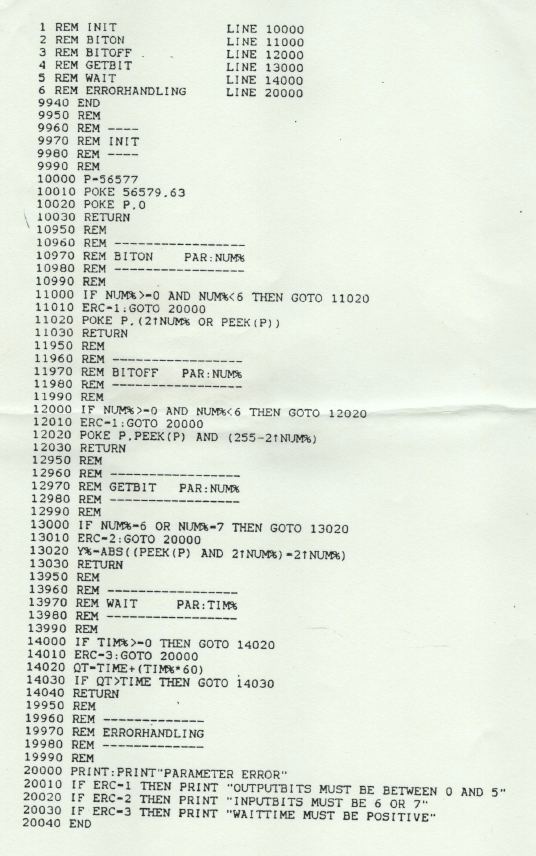 1 REM INIT LINE 10000
2 REM BITON LINE 11000
3 REM BITOFF LINE 12000
4 REM GETBIT LINE 13000
5 REM WAIT LINE 14000
6 REM ERRORHANDLING LINE 20000
9940 END
9950 REM
9960 REM ----
9970 REM INIT
9980 REM ----
9990 REM
10000 P=56577
10010 POKE 56579,63
10020 POKE P,0
10030 RETURN
10950 REM
10960 REM -----------------
10970 REM BITON PAR:NUM%
10980 REM -----------------
10990 REM
11000 IF NUM%>=0 AND NUM%<6 THEN GOTO 11020
11010 ERC=1:GOTO 20000
11020 POKE P,(2↑NUM% OR PEEK(P))
11030 RETURN
11950 REM
11960 REM -----------------
11970 REM BITOFF PAR:NUM%
11980 REM -----------------
11990 REM
12000 IF NUM%>=0 AND NUM%<6 THEN GOTO 12020
12010 ERC=1:GOTO 20000
12020 POKE P,PEEK(P) AND (255-2↑NUM%)
12030 RETURN
12950 REM
12960 REM -----------------
12970 REM GETBIT PAR:NUM%
12980 REM -----------------
12990 REM
13000 IF NUM%=6 OR NUM%=7 THEN GOTO 13020
13010 ERC=2:GOTO 20000
13020 Y%=ABS((PEEK(P) AND 2↑NUM%)=2↑NUM%)
13030 RETURN
13950 REM
13960 REM -----------------
13970 REM WAIT PAR:TIM%
13980 REM -----------------
13990 REM
14000 IF TIM%>=0 THEN GOTO 14020
14010 ERC=3:GOTO 20000
14020 QT=TIME+(TIM%*60)
14030 IF QT>TIME THEN GOTO 14030
14040 RETURN
19950 REM
19960 REM -------------
19970 REM ERRORHANDLING
19980 REM -------------
19990 REM
20000 PRINT:PRINT"PARAMETER ERROR"
20010 IF ERC=1 THEN PRINT "OUTPUTBITS MUST BE BETWEEN 0 AND 5"
20020 IF ERC=2 THEN PRINT "INPUTBITS MUST BE 6 OR 7"
20030 IF ERC=3 THEN PRINT "WAITTIME MUST BE POSITIVE"
20040 END